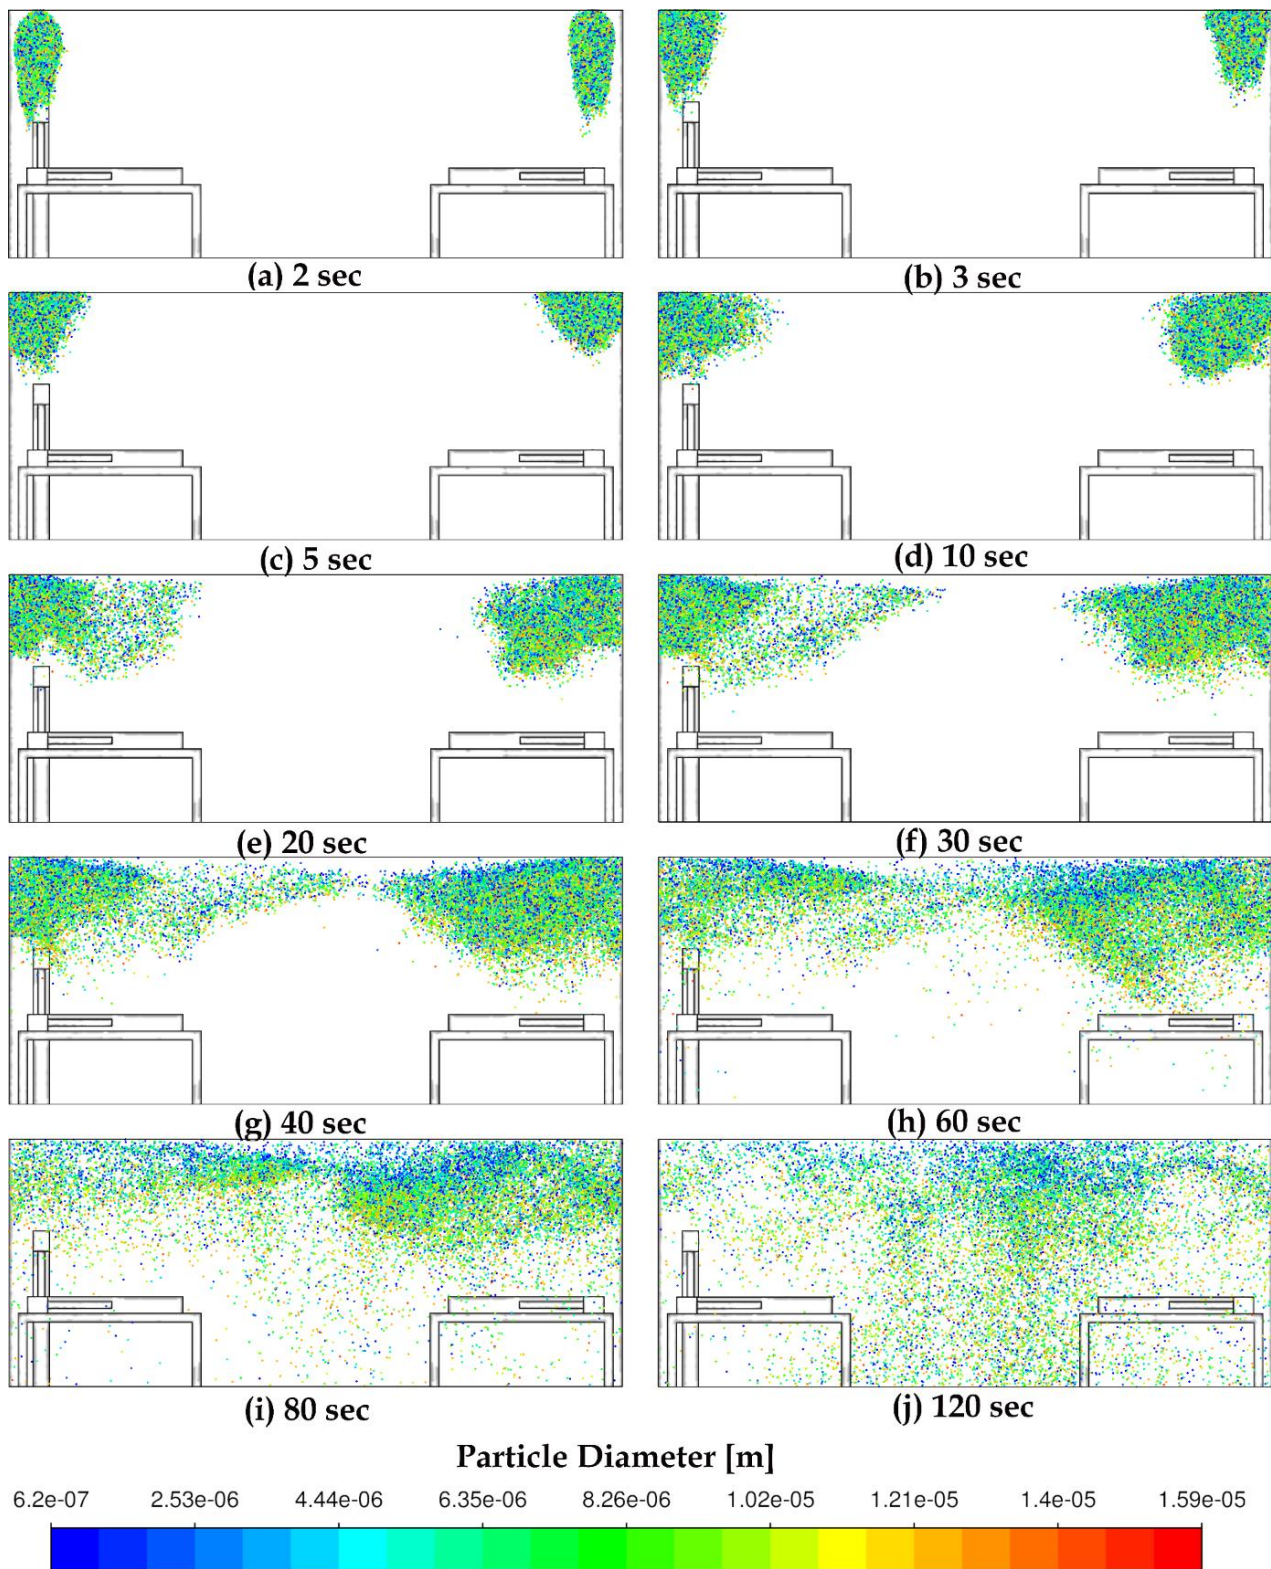 (a) 2 sec
(b) 3 sec
(c) 5 sec
(d) 10 sec
(e) 20 sec
(f) 30 sec
(g) 40 sec
(h) 60 sec
(i) 80 sec
(j) 120 sec
Particle Diameter [m]
6.2e-07 2.53e-06 4.44e-06 6.35e-06 8.26e-06 1.02e-05 1.21e-05 1.4e-05 1.59e-05